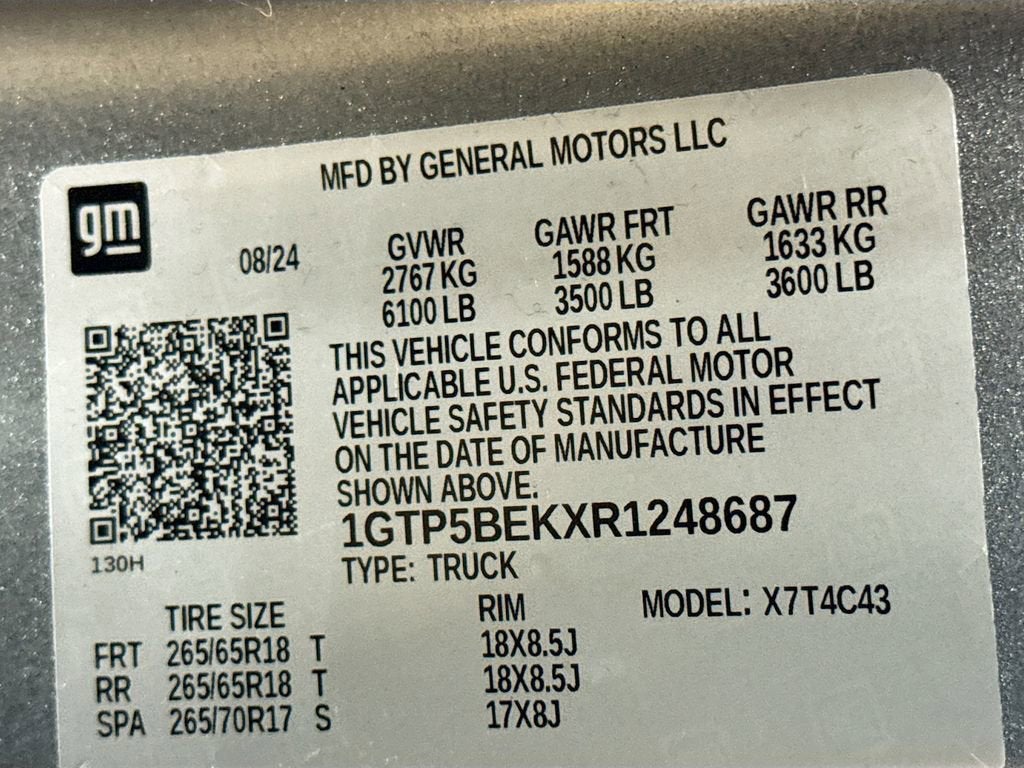 MFD BY GENERAL MOTORS LLC
gm
08/24
GVWR
2767 KG
6100 LB
GAWR FRT
1588 KG
3500 LB
GAWR RR
1633 KG
3600 LB
THIS VEHICLE CONFORMS TO ALL
APPLICABLE U.S. FEDERAL MOTOR
VEHICLE SAFETY STANDARDS IN EFFECT
ON THE DATE OF MANUFACTURE
SHOWN ABOVE.
1GTP5BEKXR1248687
130H
TYPE: TRUCK
TIRE SIZE RIM MODEL: X7T4C43
FRT 265/65R18 T 18X8.5J
RR 265/65R18 T 18X8.5J
SPA 265/70R17 S 17X8J